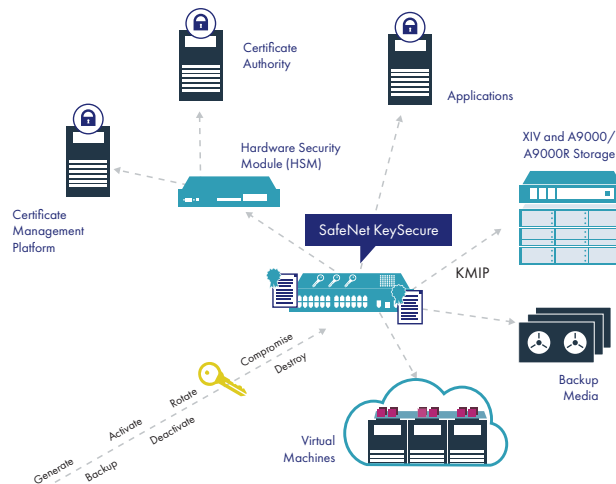 Certificate
Authority
Applications
Hardware Security
Module (HSM)
XIV and A9000/
A9000R Storage
Certificate
Management
Platform
SafeNet KeySecure
KMIP
Backup
Media
Virtual
Machines
Generate
Backup
Activate
Deactivate
Rotate
Compromise
Destroy